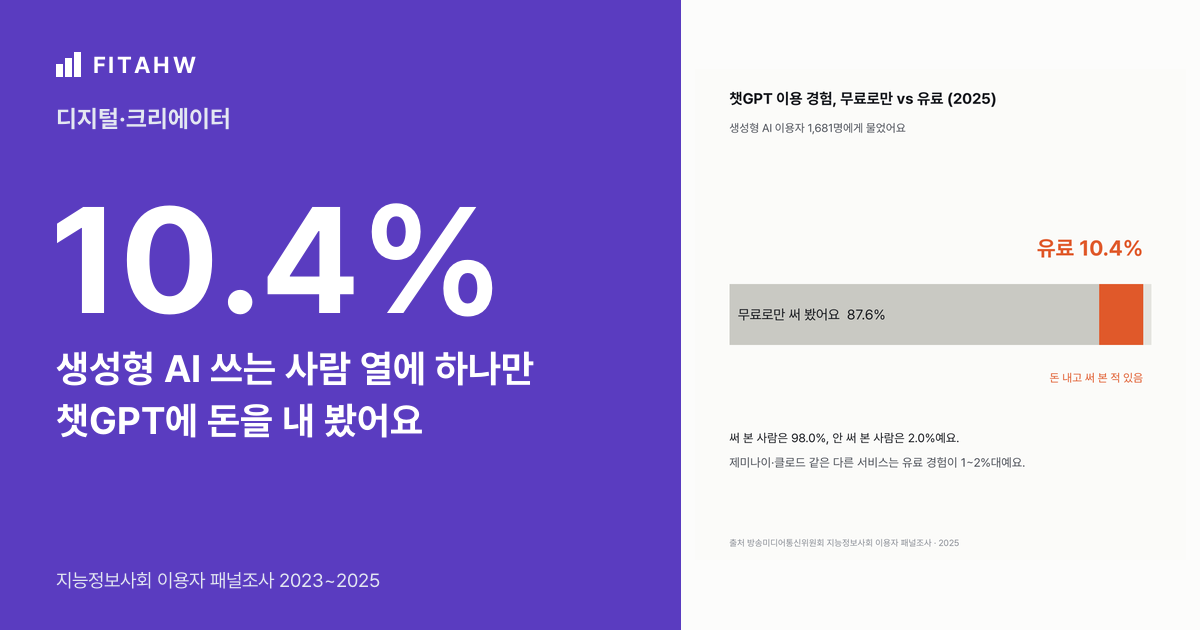 FITAHW
디지털·크리에이터
10.4%
생성형 AI 쓰는 사람 열에 하나만
챗GPT에 돈을 내 봤어요
지능정보사회 이용자 패널조사 2023~2025
챗GPT 이용 경험, 무료로만 vs 유료 (2025)
생성형 AI 이용자 1,681명에게 물었어요
유료 10.4%
무료로만 써 봤어요 87.6%
돈 내고 써 본 적 있음
써 본 사람은 98.0%, 안 써 본 사람은 2.0%예요.
제미나이·클로드 같은 다른 서비스는 유료 경험이 1~2%대예요.
출처 방송미디어통신위원회 지능정보사회 이용자 패널조사 · 2025